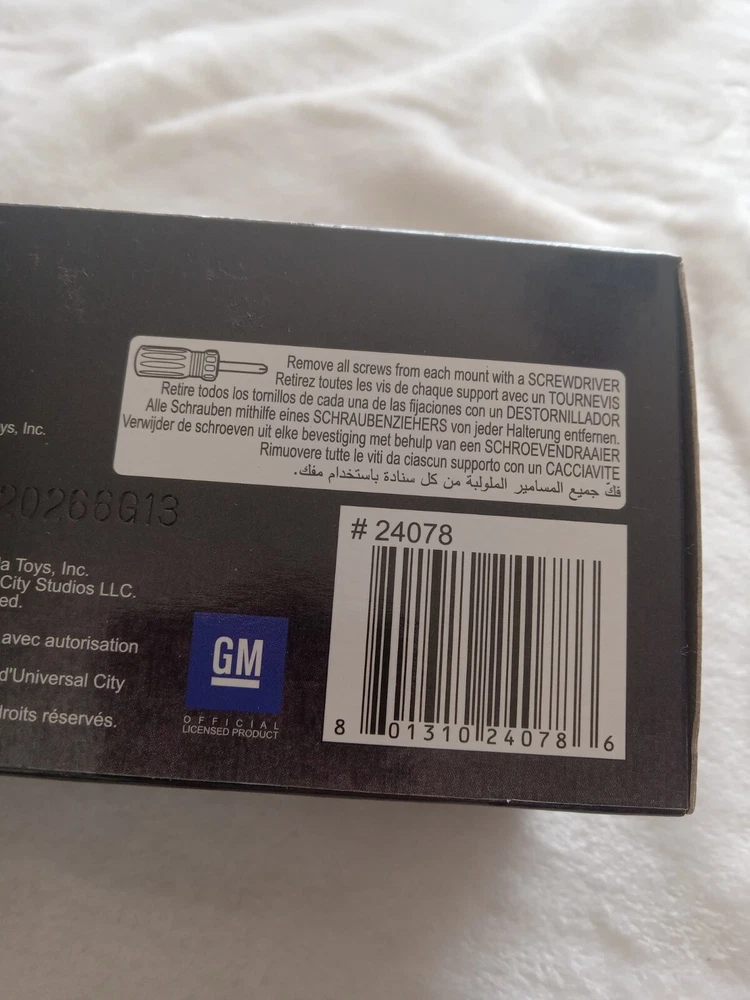 Remove all screws from each mount with a SCREWDRIVER
Retirez toutes les vis de chaque support avec un TOURNEVIS
Retire todos los tornillos de cada una de las fijaciones con un DESTORNILLADOR
Alle Schrauben mithilfe eines SCHRAUBENZIEHERS von jeder Halterung entfernen.
Verwijder de schroeven uit elke bevestiging met behulp van een SCHROEVENDRAAIER
Rimuovere tutte le viti da ciascun supporto con un CACCIAVITE
فكّ جميع المسامير الملولبة من كل سنادة باستخدام مفك.
ys, Inc.
20266G13
a Toys, Inc.
City Studios LLC.
ed.
avec autorisation
d'Universal City
droits réservés.
GM
OFFICIAL
LICENSED PRODUCT
# 24078
8 01310 24078 6